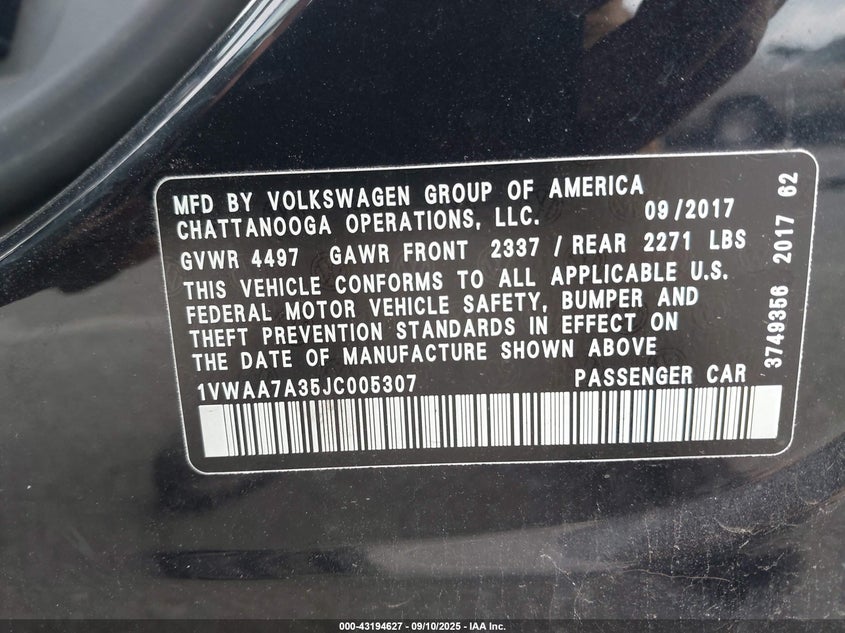 MFD BY VOLKSWAGEN GROUP OF AMERICA
CHATTANOOGA OPERATIONS, LLC. 09/2017
GVWR 4497 GAWR FRONT 2337 / REAR 2271 LBS
THIS VEHICLE CONFORMS TO ALL APPLICABLE U.S.
FEDERAL MOTOR VEHICLE SAFETY, BUMPER AND
THEFT PREVENTION STANDARDS IN EFFECT ON
THE DATE OF MANUFACTURE SHOWN ABOVE
1VWAA7A35JC005307 PASSENGER CAR
3749356 2017 62
000-43194627 - 09/10/2025 - IAA Inc.